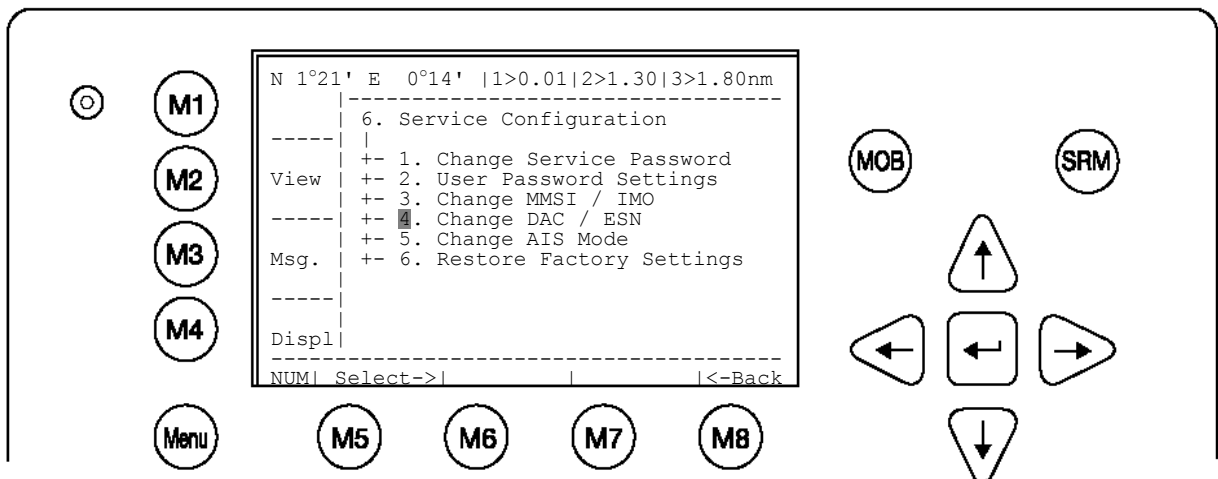 N 1°21' E 0°14' |1>0.01|2>1.30|3>1.80nm
6. Service Configuration
+- 1. Change Service Password
View | +- 2. User Password Settings
+- 3. Change MMSI / IMO
+- 4. Change DAC / ESN
+- 5. Change AIS Mode
Msg. | +- 6. Restore Factory Settings
Displ|
NUM| Select->| | |<-Back
M1
M2
M3
M4
Menu
M5
M6
M7
M8
MOB
SRM